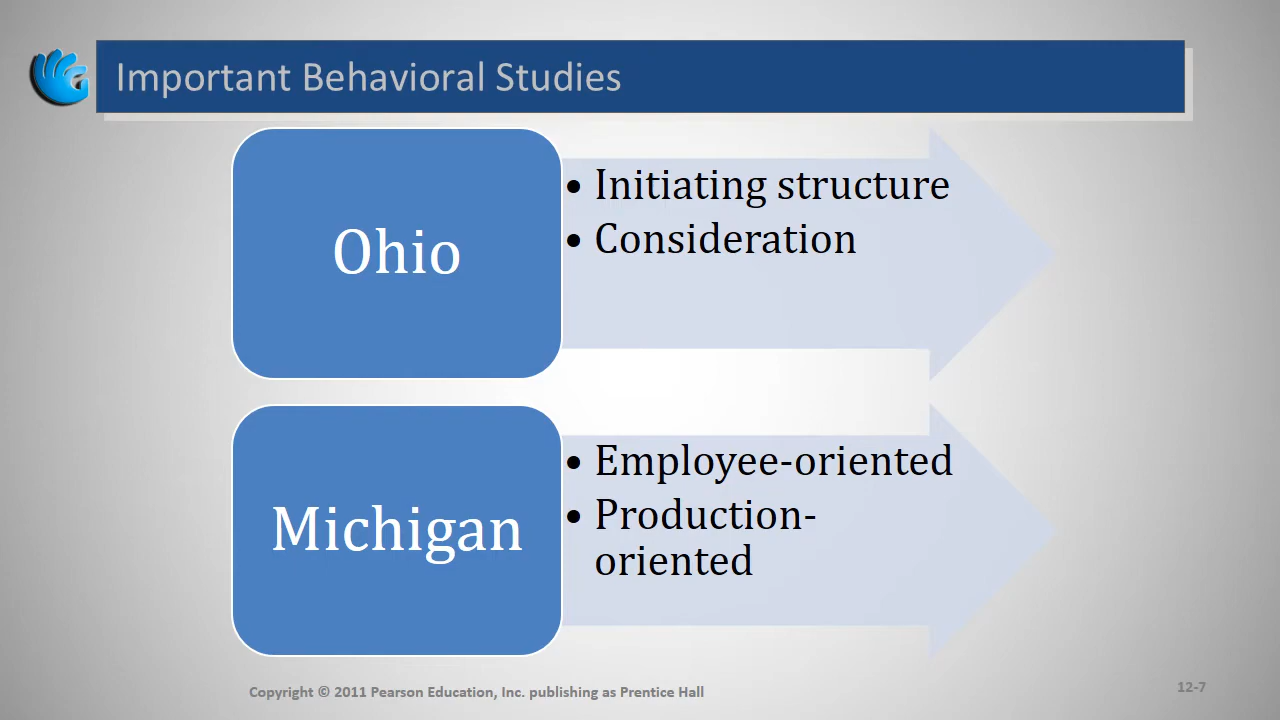 Important Behavioral Studies
Ohio
• Initiating structure
• Consideration
Michigan
• Employee-oriented
• Production-
oriented
Copyright © 2011 Pearson Education, Inc. publishing as Prentice Hall
12-7